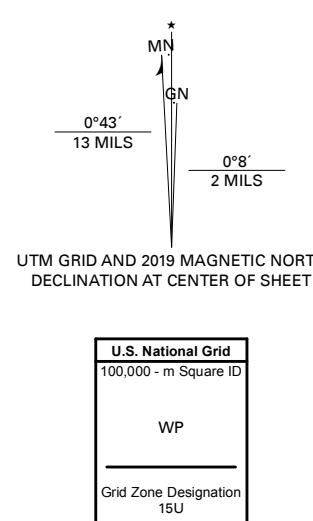 MN
GN
0°43´
13 MILS
0°8´
2 MILS
UTM GRID AND 2019 MAGNETIC NORT
DECLINATION AT CENTER OF SHEET
U.S. National Grid
100,000 - m Square ID
WP
Grid Zone Designation
15U